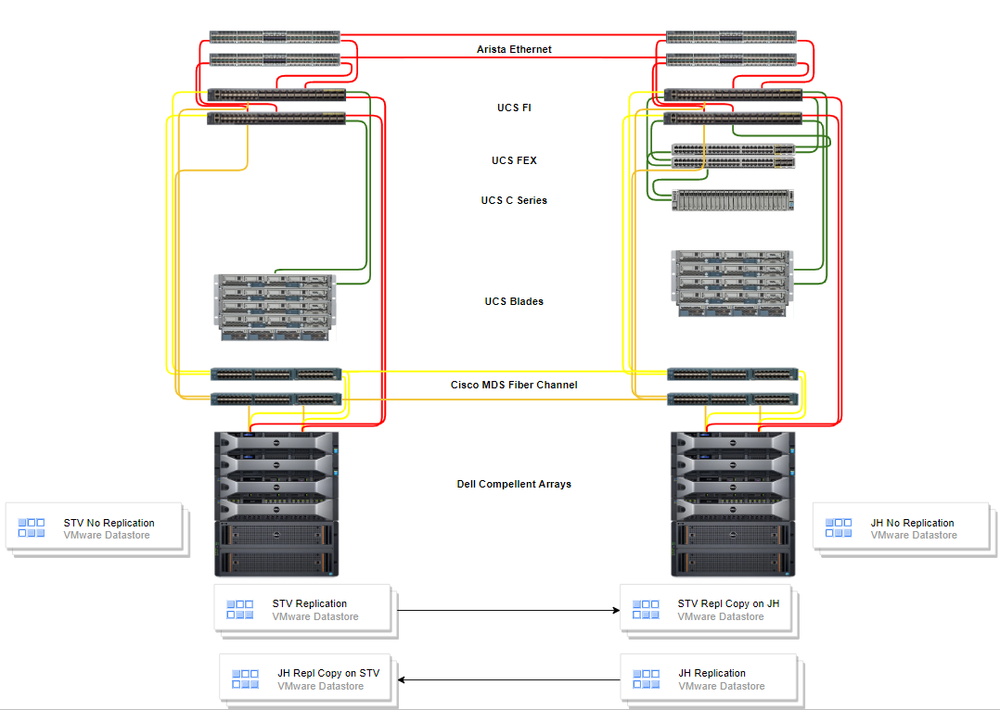 Arista Ethernet
UCS FI
UCS FEX
UCS C Series
UCS Blades
Cisco MDS Fiber Channel
Dell Compellent Arrays
STV No Replication
VMware Datastore
JH No Replication
VMware Datastore
STV Replication
VMware Datastore
STV Repl Copy on JH
VMware Datastore
JH Repl Copy on STV
VMware Datastore
JH Replication
VMware Datastore